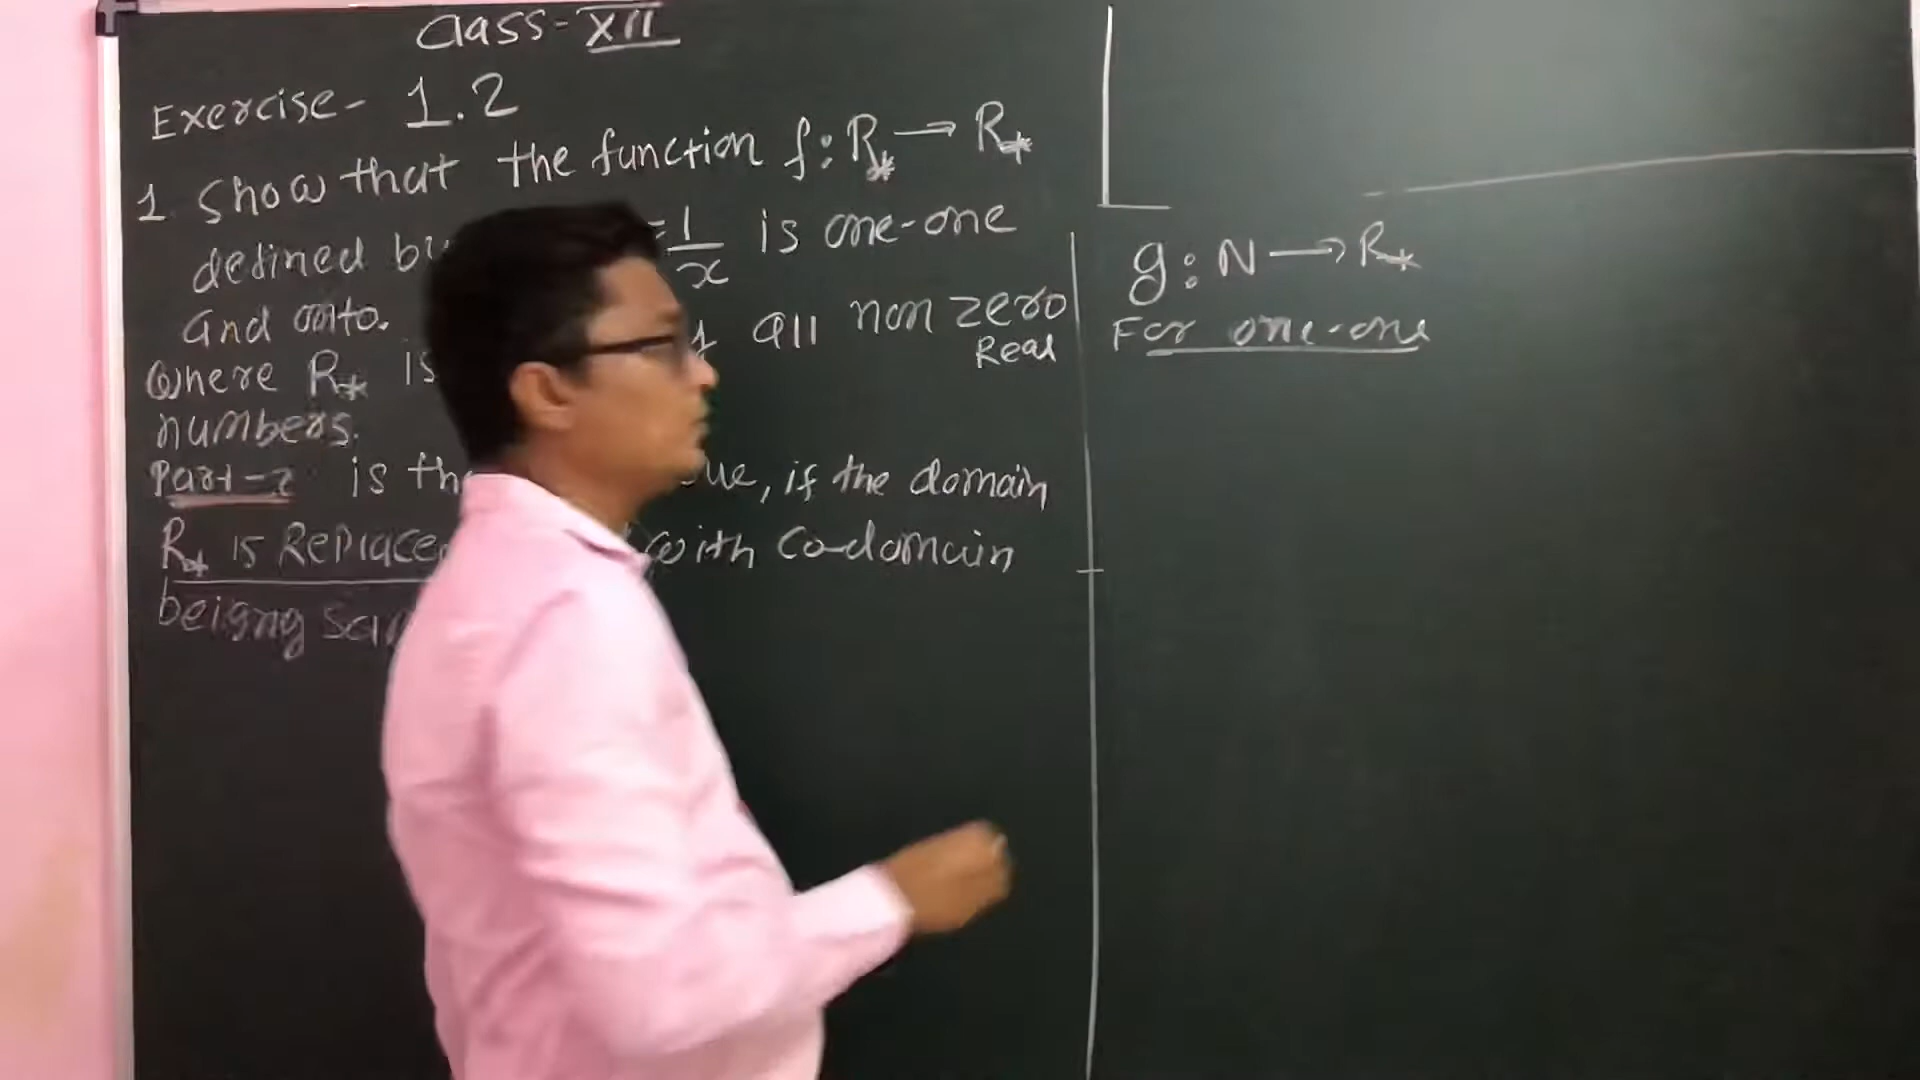 Class-XII
Exercise- 1.2
1 Show that the function f:R* → R*
defined by =1/x is one-one
and onto.
all non zero
Real
Where R* is
numbers.
Part-2 is the if the domain
R* is Replace with Co-domain
beigng
g:N → R*
For one-one